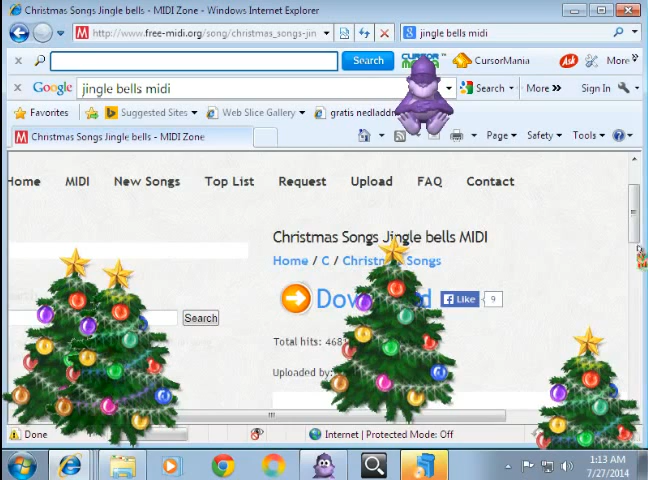 Christmas Songs Jingle bells - MIDI Zone - Windows Internet Explorer
http://www.free-midi.org/song/christmas_songs-jin
jingle bells midi
Search
CURSOR
CursorMania
Ask
More
Google
jingle bells midi
Search
More
Sign In
Favorites
Suggested Sites
Web Slice Gallery
gratis nedladdn
Christmas Songs Jingle bells - MIDI Zone
Page
Safety
Tools
Home MIDI New Songs Top List Request Upload FAQ Contact
Christmas Songs Jingle bells MIDI
Home / C / Christmas Songs
Download
Like
9
Search
Total hits: 468
Uploaded by:
Done
Internet | Protected Mode: Off
1:13 AM
7/27/2014